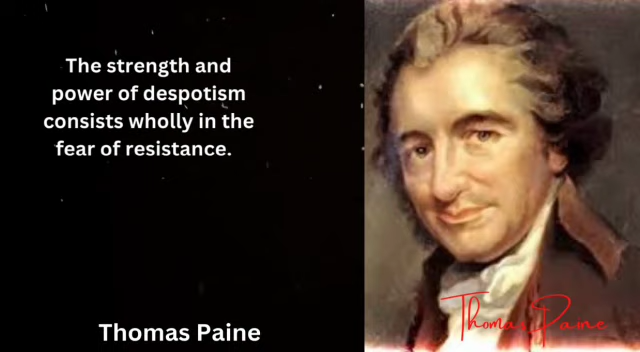 The strength and
power of despotism
consists wholly in the
fear of resistance.
Thomas Paine
Thomas Paine